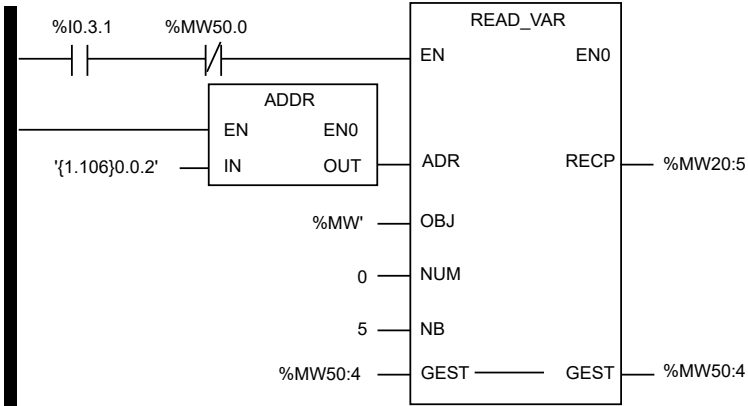 %I0.3.1 %MW50.0 READ_VAR
EN EN0
ADDR
EN EN0
'{1.106}0.0.2' IN OUT ADR RECP %MW20:5
%MW' OBJ
0 NUM
5 NB
%MW50:4 GEST GEST %MW50:4